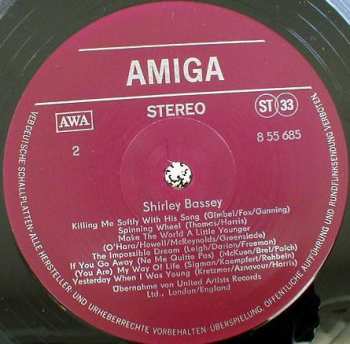 AMIGA
STEREO
AWA
ST 33
2
8 55 685
Shirley Bassey
Killing Me Softly With His Song (Gimbel/Fox/Gunning)
Spinning Wheel (Thomas/Harris)
Make The World A Little Younger
(O'Hara/Howell/McReynolds/Greenslade)
The Impossible Dream (Leigh/Darion/Freeman)
If You Go Away (Ne Me Quitte Pas) (McKuen/Brel/Patch)
(You Are) My Way Of Life (Sigman/Kampfert/Rehbein)
Yesterday When I Was Young (Kretzmer/Aznavour/Harris)
Übernahme von United Artists Records
Ltd., London/England
VEB DEUTSCHE SCHALLPLATTEN · ALLE HERSTELLER- UND URHEBERRECHTE VORBEHALTEN · ÜBERSPIELUNG, ÖFFENTLICHE AUFFÜHRUNG UND RUNDFUNKSENDUNG VERBOTEN.